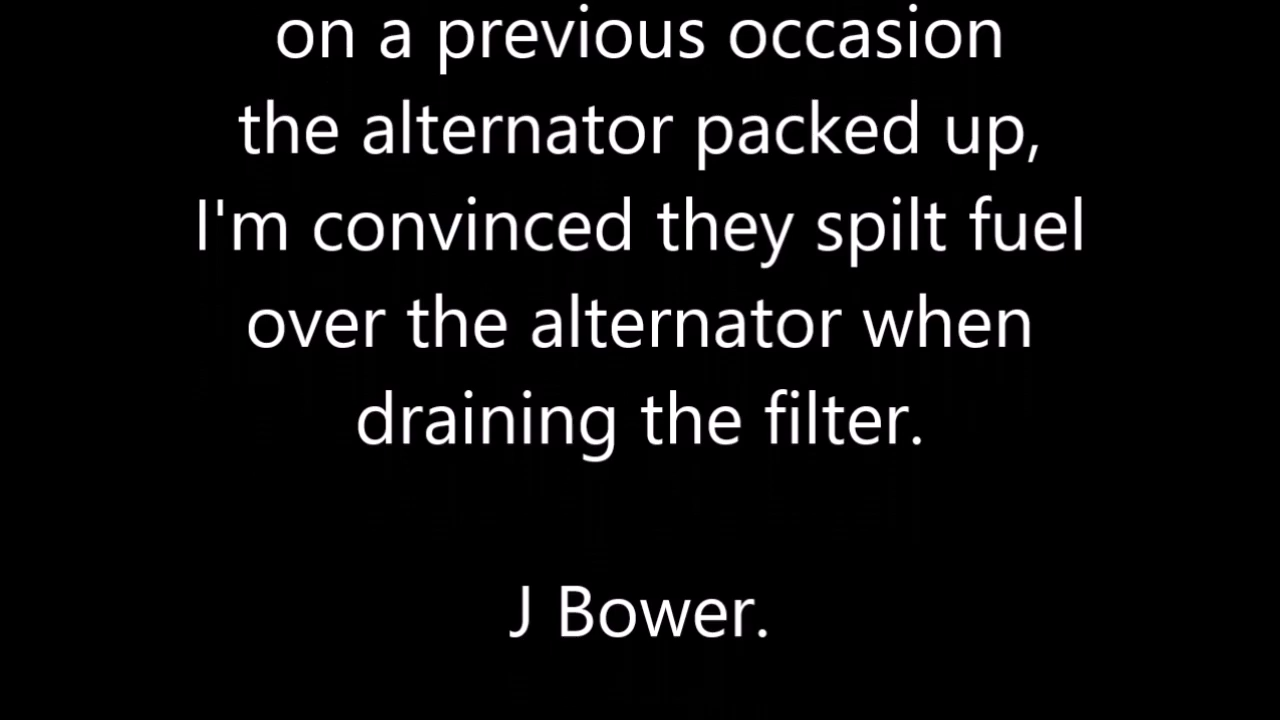 on a previous occasion
the alternator packed up,
I'm convinced they spilt fuel
over the alternator when
draining the filter.
J Bower.